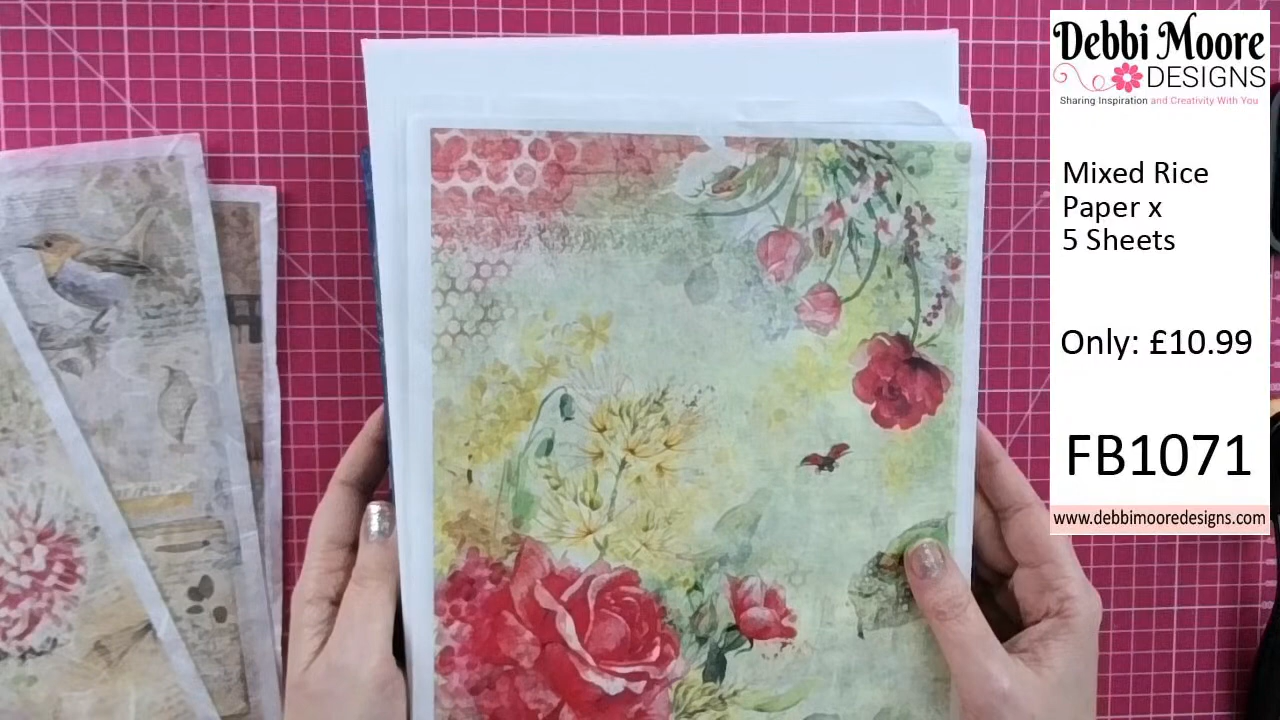 Debbi Moore
DESIGNS
Sharing Inspiration and Creativity With You
Mixed Rice
Paper x
5 Sheets
Only: £10.99
FB1071
www.debbimooredesigns.com